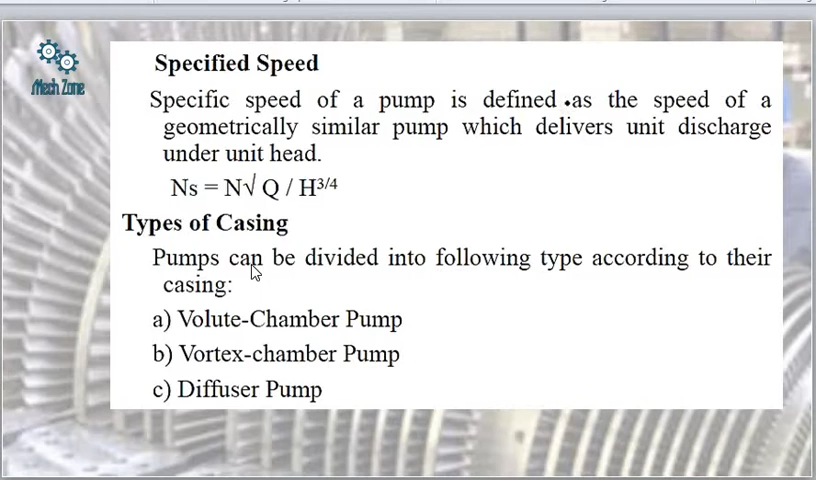 Mech Zone
Specified Speed
Specific speed of a pump is defined as the speed of a
geometrically similar pump which delivers unit discharge
under unit head.
Ns = N√ Q / H^3/4
Types of Casing
Pumps can be divided into following type according to their
casing:
a) Volute-Chamber Pump
b) Vortex-chamber Pump
c) Diffuser Pump